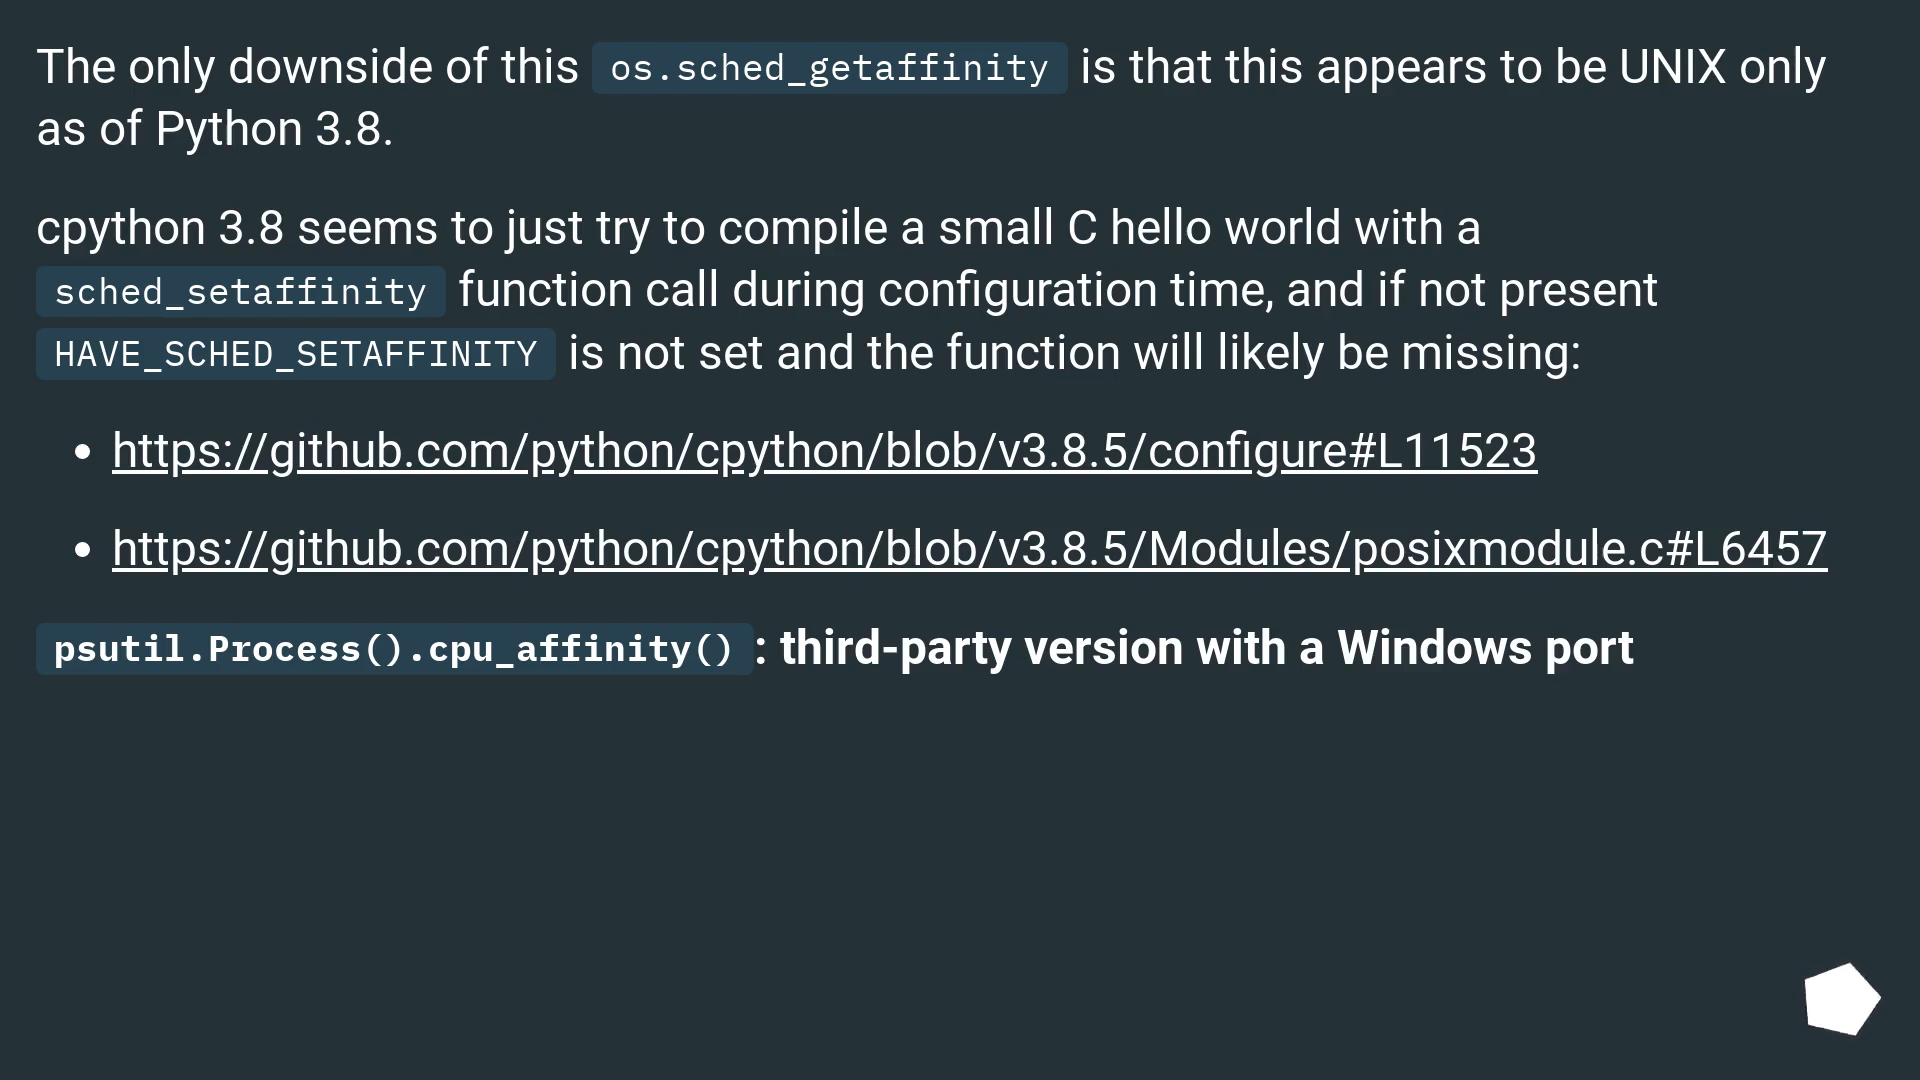 The only downside of this os.sched_getaffinity is that this appears to be UNIX only
as of Python 3.8.
cpython 3.8 seems to just try to compile a small C hello world with a
sched_setaffinity function call during configuration time, and if not present
HAVE_SCHED_SETAFFINITY is not set and the function will likely be missing:
• https://github.com/python/cpython/blob/v3.8.5/configure#L11523
• https://github.com/python/cpython/blob/v3.8.5/Modules/posixmodule.c#L6457
psutil.Process().cpu_affinity() : third-party version with a Windows port